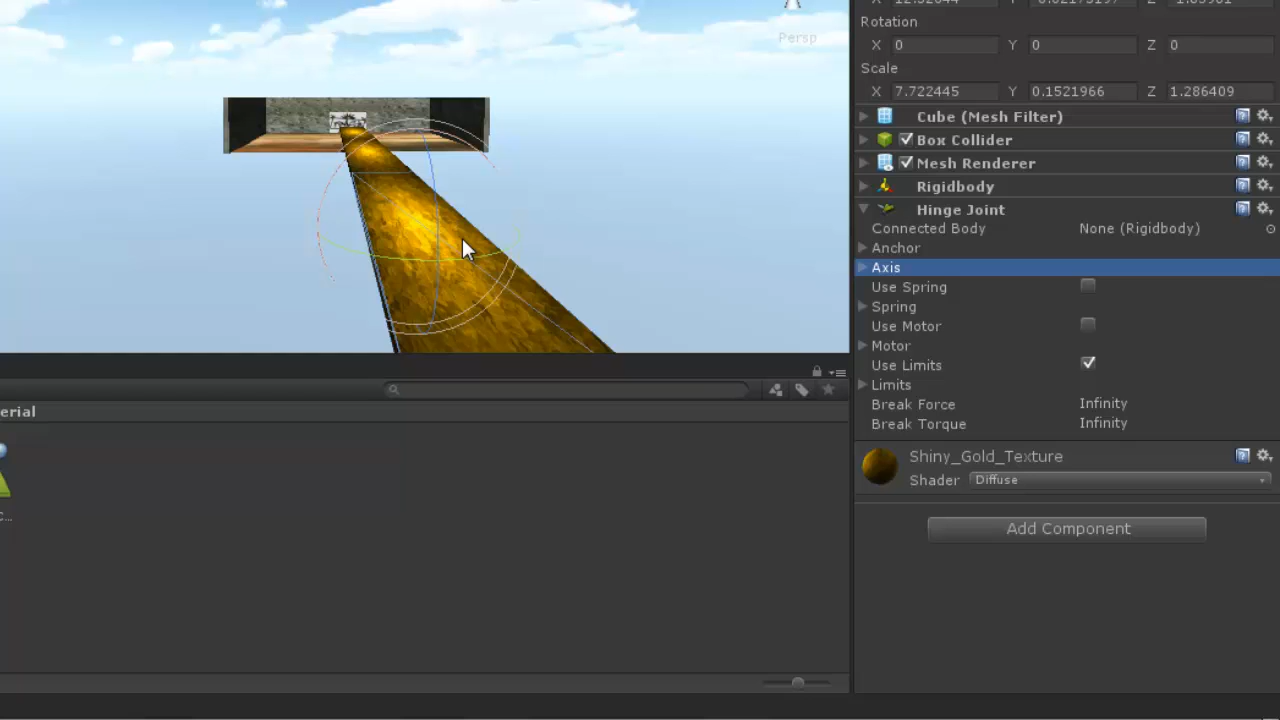 Persp
Rotation
X 0 Y 0 Z 0
Scale
X 7.722445 Y 0.1521966 Z 1.286409
Cube (Mesh Filter)
Box Collider
Mesh Renderer
Rigidbody
Hinge Joint
Connected Body None (Rigidbody)
Anchor
Axis
Use Spring
Spring
Use Motor
Motor
Use Limits
Limits
Break Force Infinity
Break Torque Infinity
erial
Shiny_Gold_Texture
Shader Diffuse
Add Component